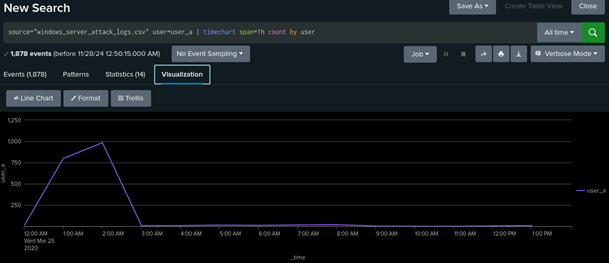 New Search
Save As
Create Table View
Close
source="windows_server_attack_logs.csv" user=user_a | timechart span=1h count by user
All time
1,878 events (before 11/28/24 12:50:15.000 AM)
No Event Sampling
Job
Verbose Mode
Events (1,878)
Patterns
Statistics (14)
Visualization
Line Chart
Format
Trellis
1,250
1,000
750
500
250
user_a
user_a
12:00 AM
1:00 AM
2:00 AM
3:00 AM
4:00 AM
5:00 AM
6:00 AM
7:00 AM
8:00 AM
9:00 AM
10:00 AM
11:00 AM
12:00 PM
1:00 PM
Wed Mar 25
2020
_time